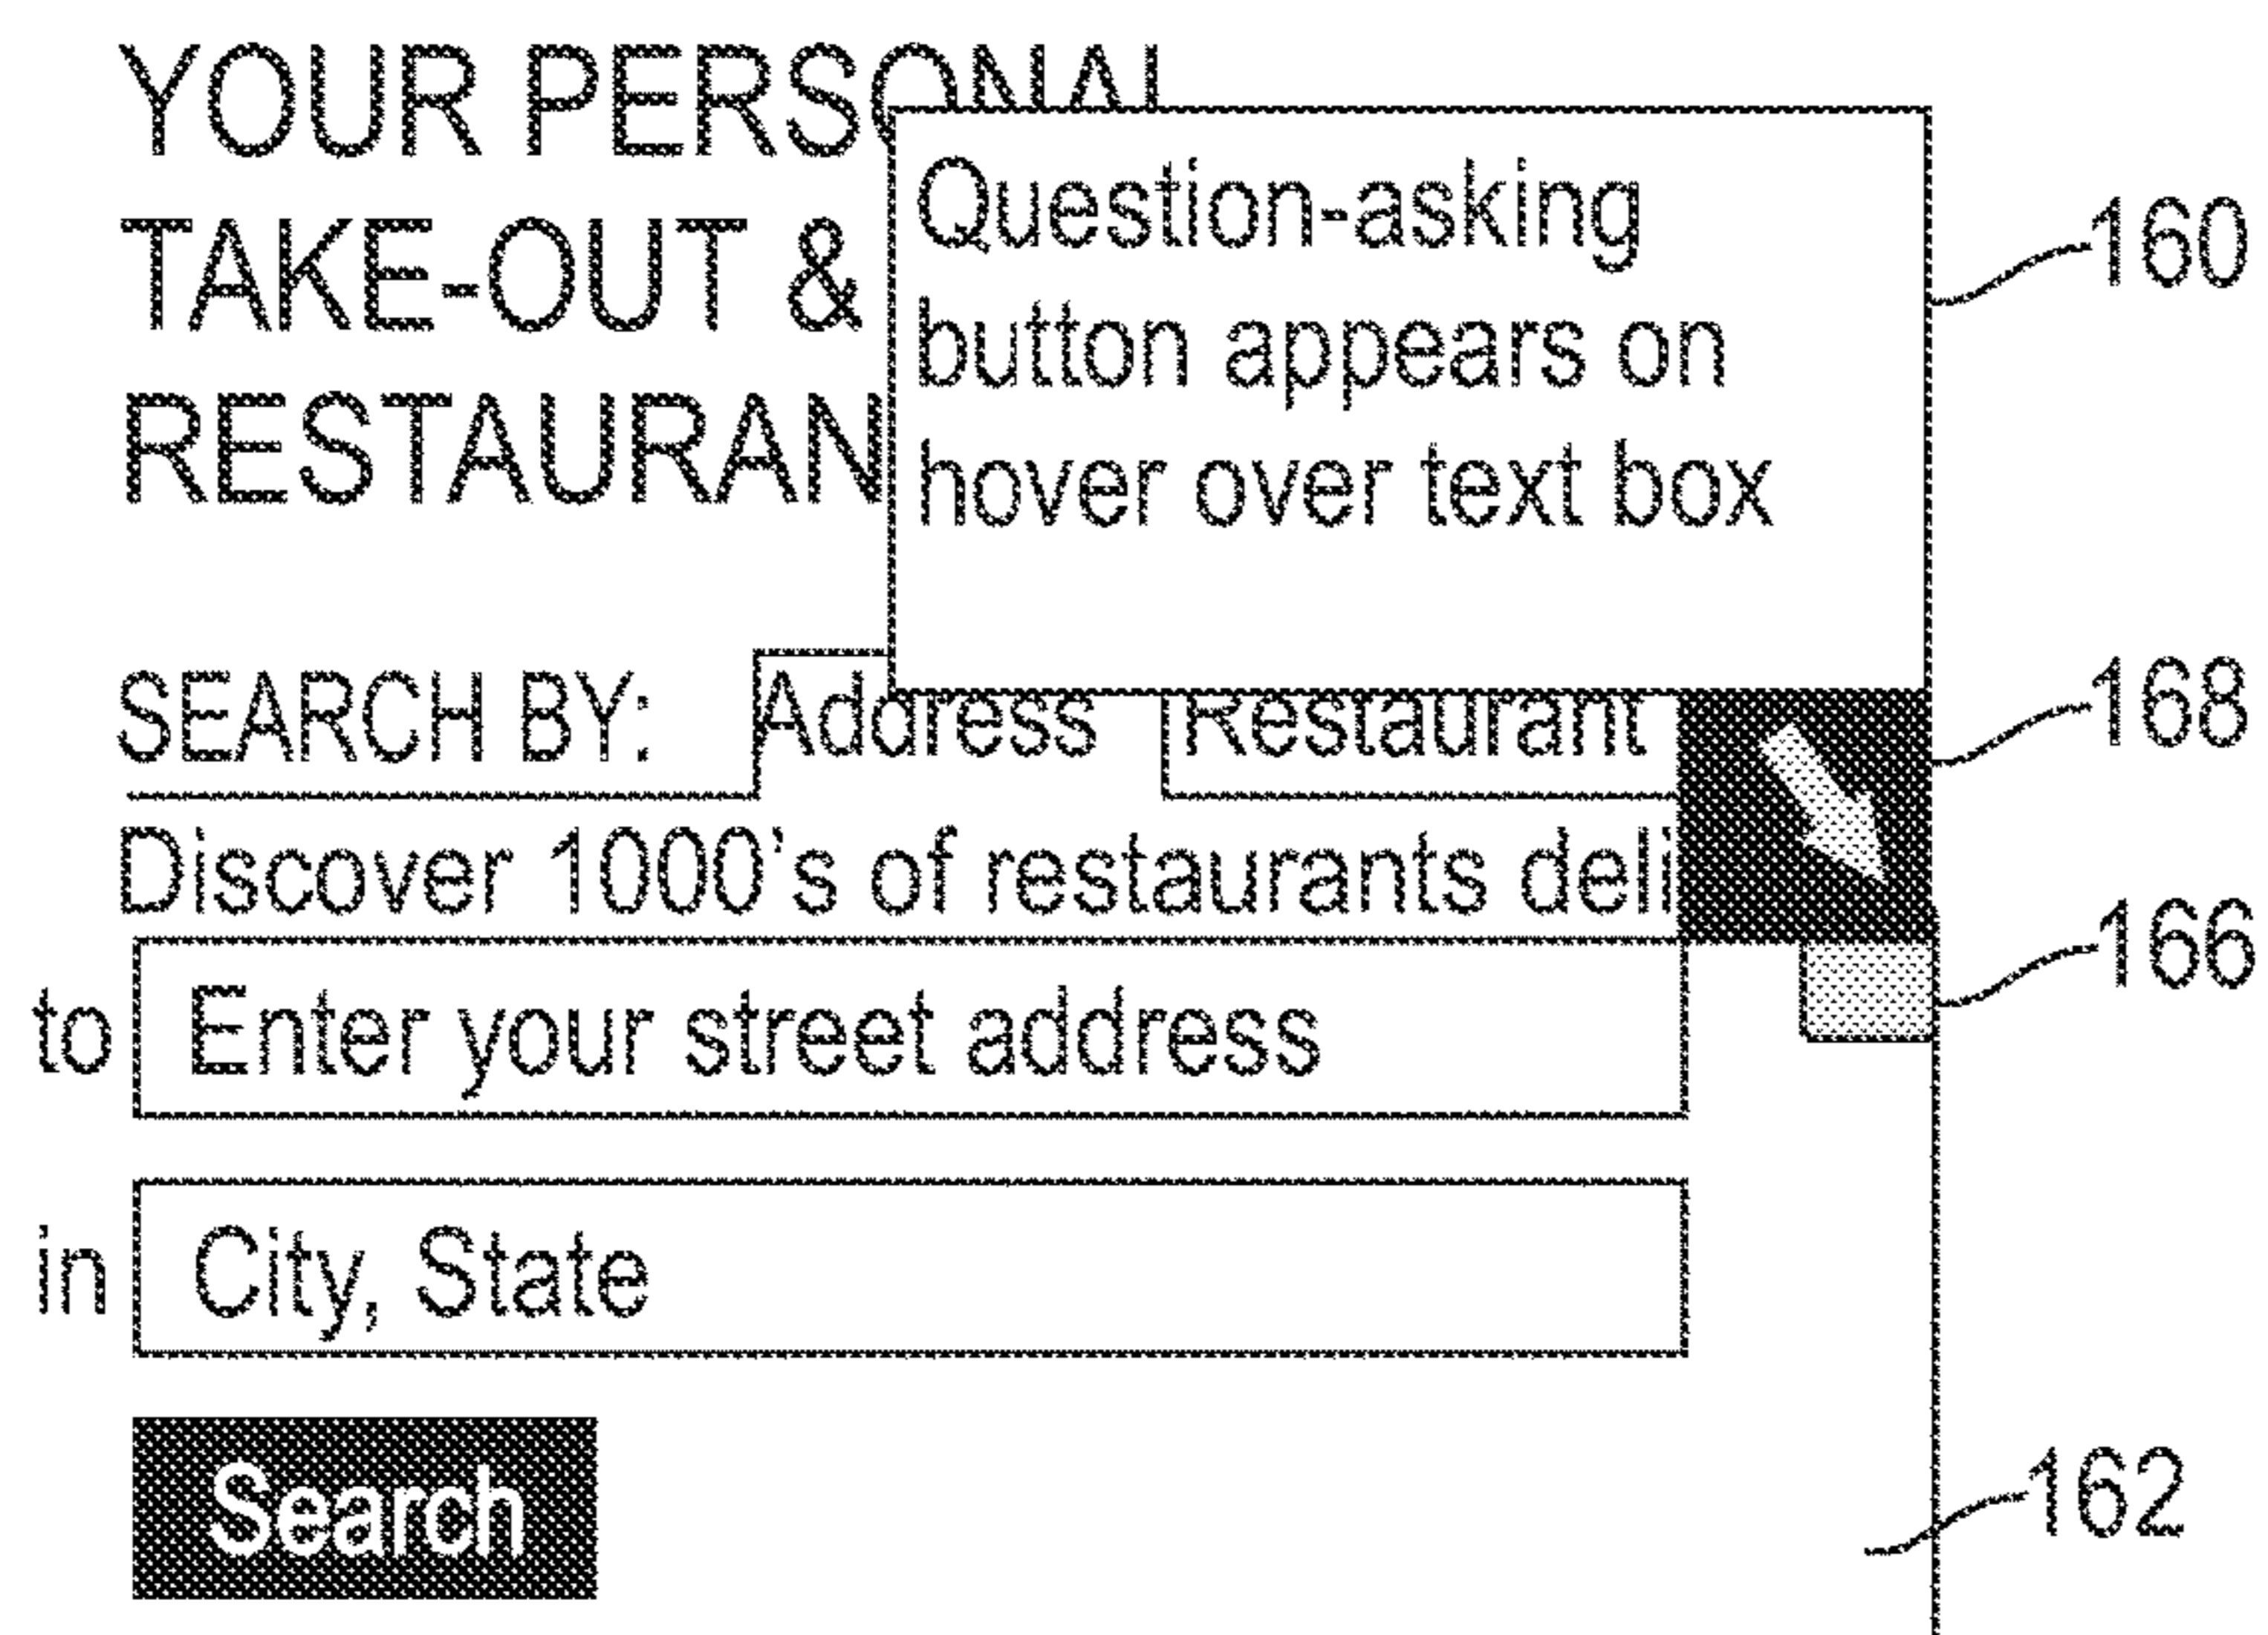 YOUR PERSONAL
TAKE-OUT &
RESTAURAN
Question-asking
button appears on
hover over text box
160
SEARCH BY: Address Restaurant
168
Discover 1000's of restaurants deli
166
to Enter your street address
in City, State
Search
162